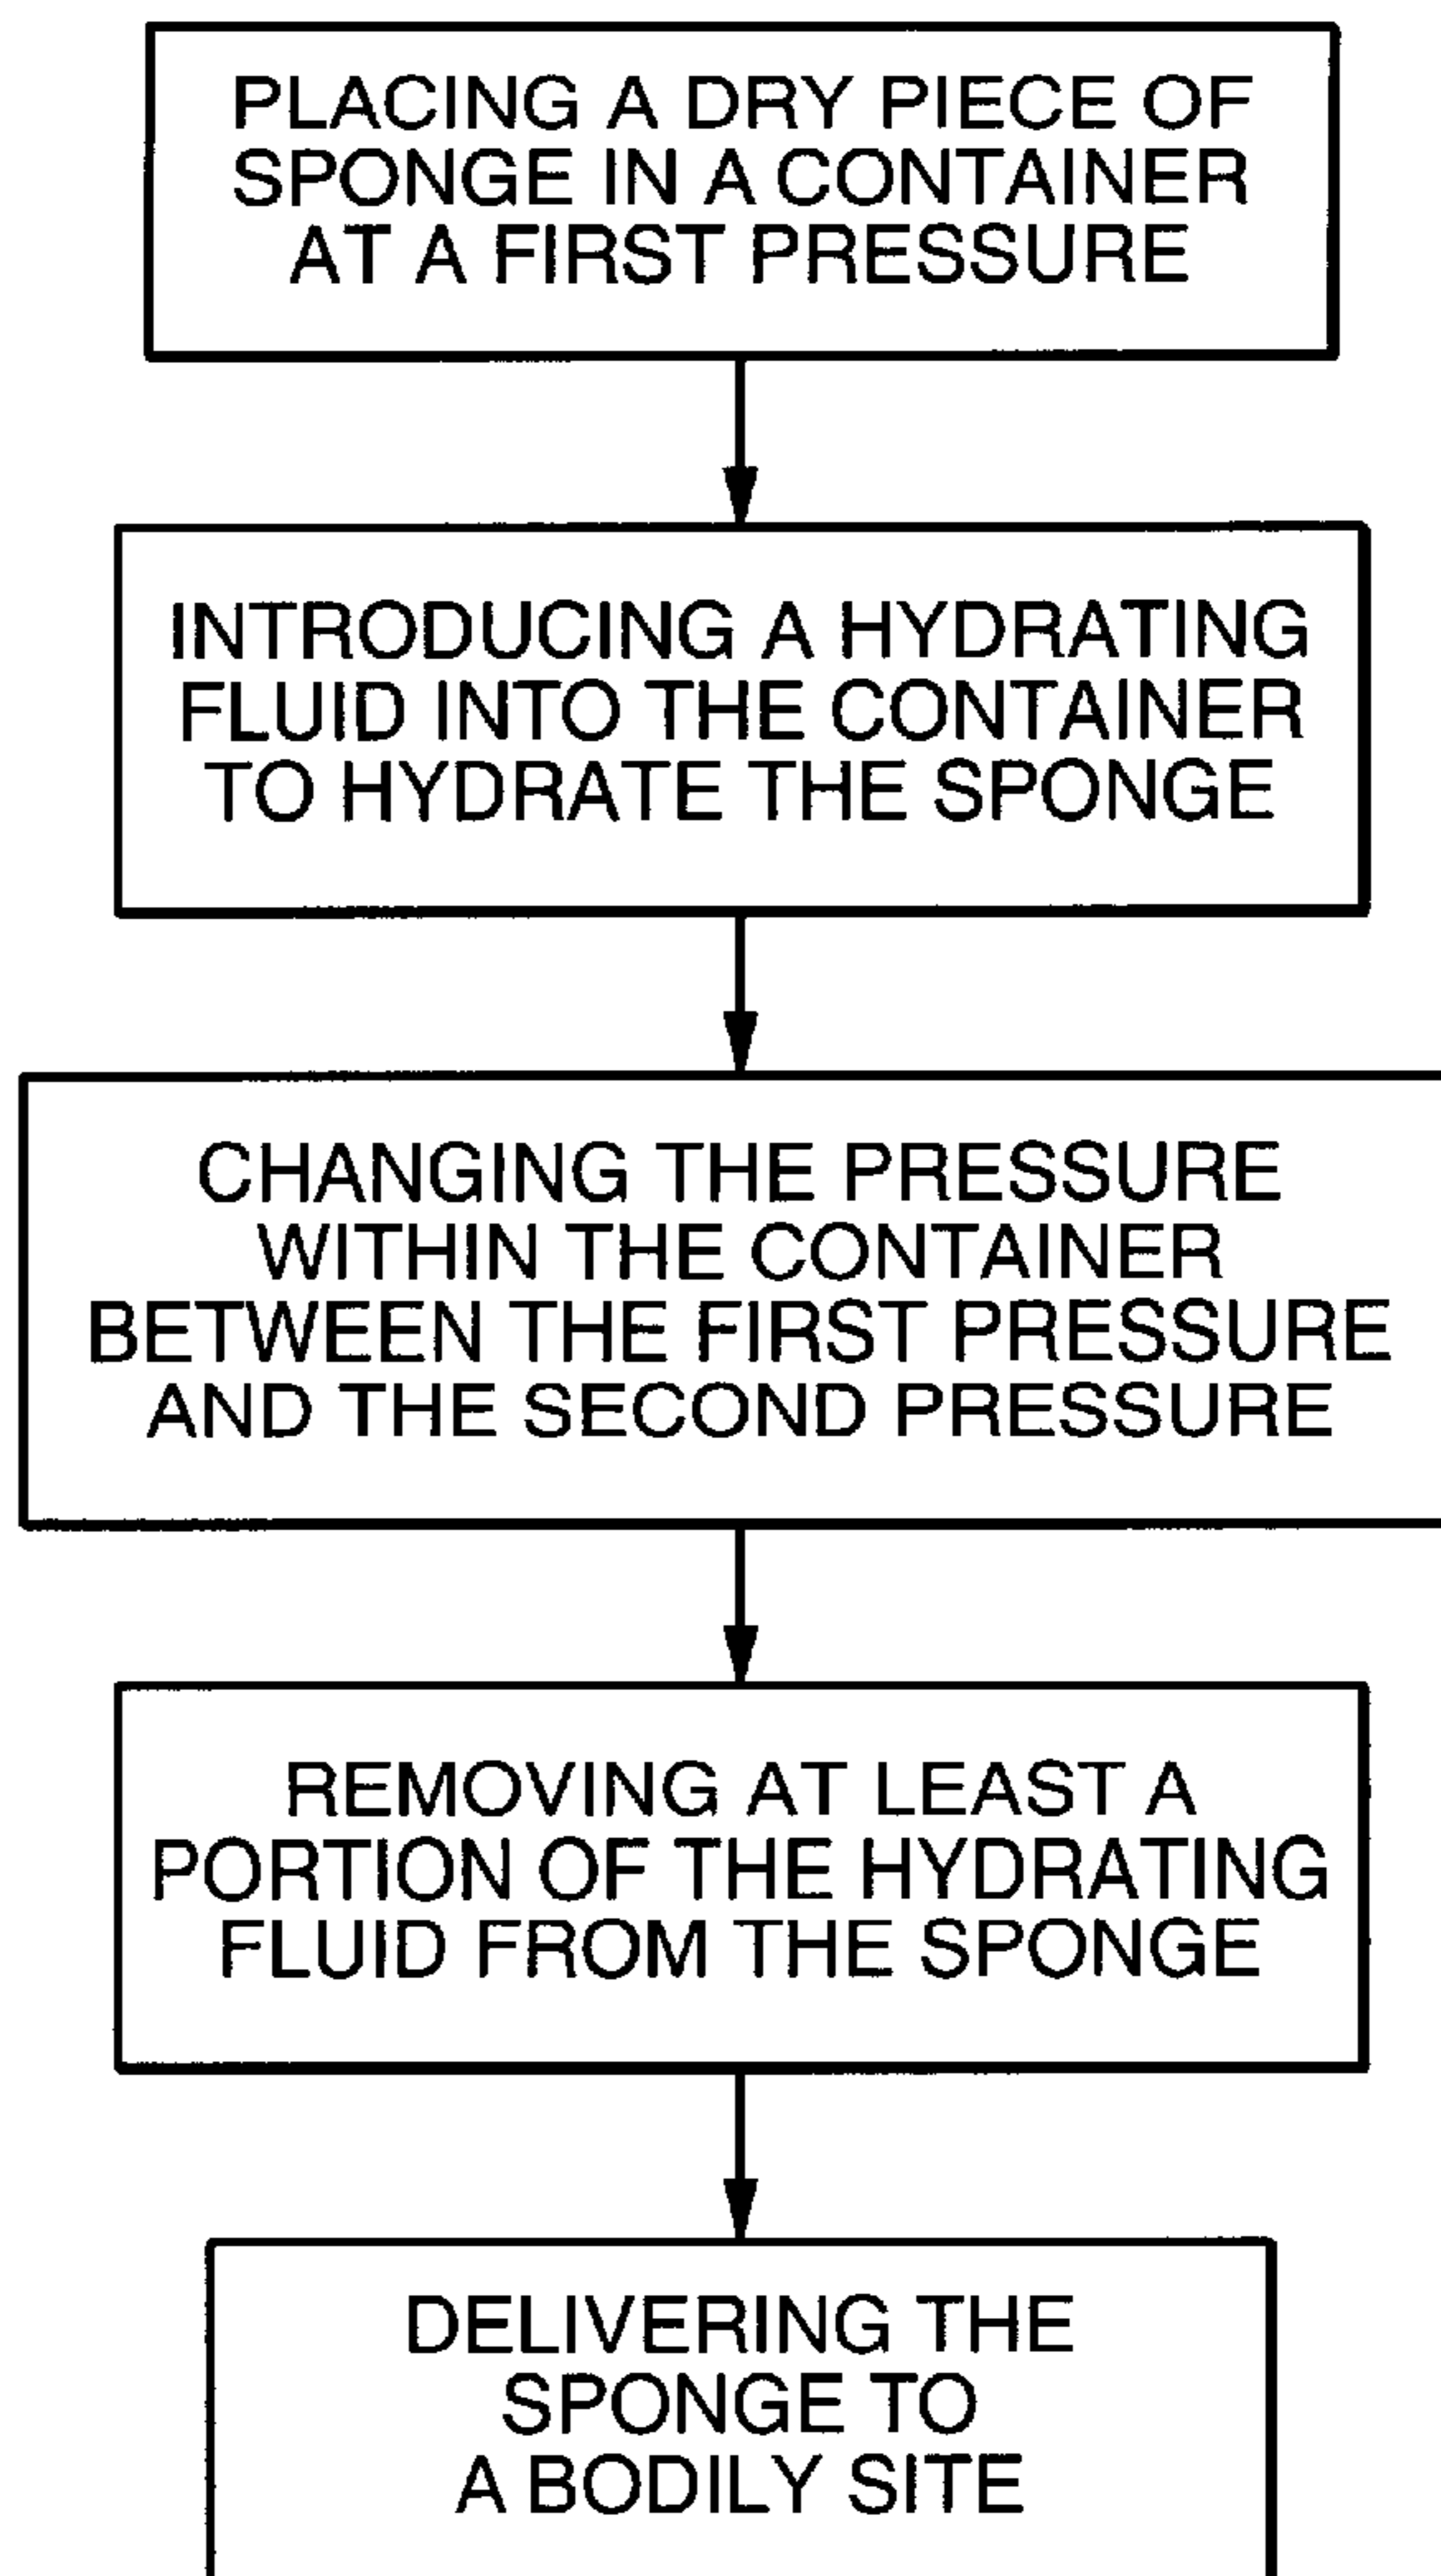 PLACING A DRY PIECE OF
SPONGE IN A CONTAINER
AT A FIRST PRESSURE
INTRODUCING A HYDRATING
FLUID INTO THE CONTAINER
TO HYDRATE THE SPONGE
CHANGING THE PRESSURE
WITHIN THE CONTAINER
BETWEEN THE FIRST PRESSURE
AND THE SECOND PRESSURE
REMOVING AT LEAST A
PORTION OF THE HYDRATING
FLUID FROM THE SPONGE
DELIVERING THE
SPONGE TO
A BODILY SITE